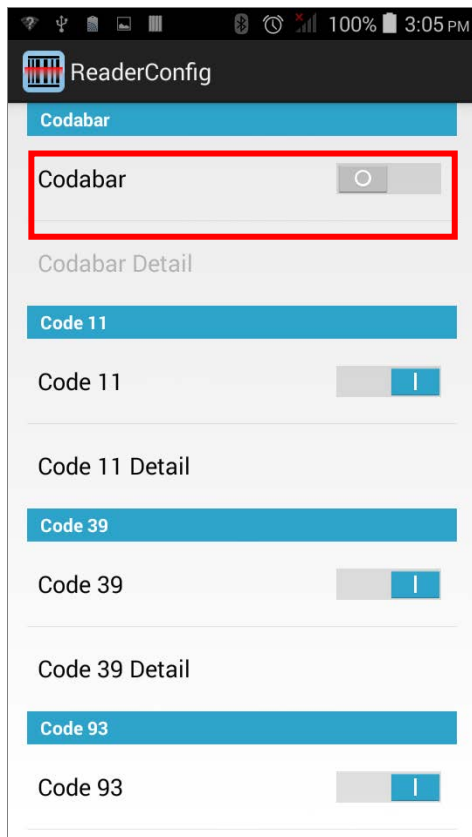 100% 3:05 PM
ReaderConfig
Codabar
Codabar
Codabar Detail
Code 11
Code 11
Code 11 Detail
Code 39
Code 39
Code 39 Detail
Code 93
Code 93